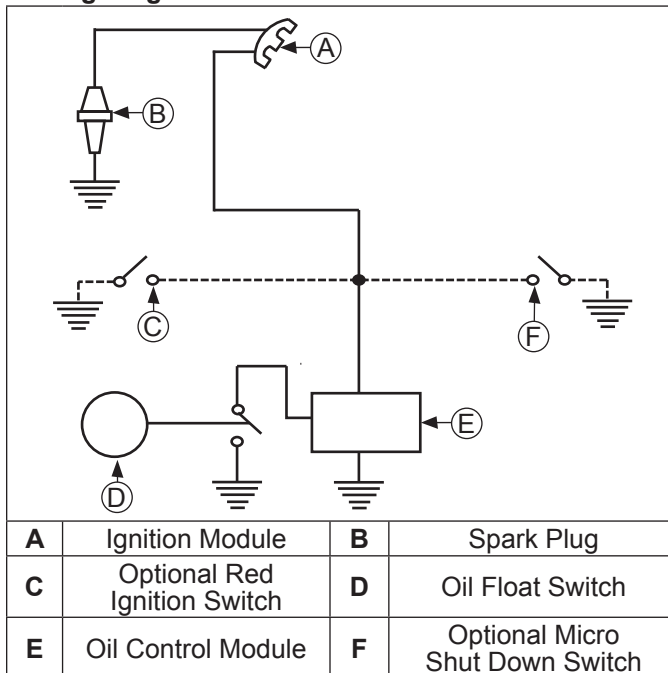 A
B
C
F
E
D
A Ignition Module B Spark Plug
C Optional Red
Ignition Switch D Oil Float Switch
E Oil Control Module F Optional Micro
Shut Down Switch